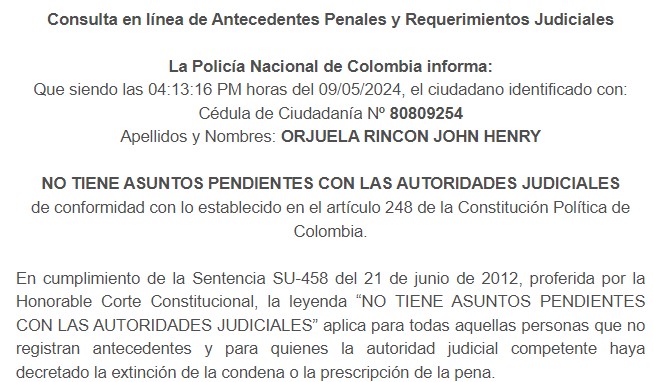 Consulta en línea de Antecedentes Penales y Requerimientos Judiciales
La Policía Nacional de Colombia informa:
Que siendo las 04:13:16 PM horas del 09/05/2024, el ciudadano identificado con:
Cédula de Ciudadanía Nº 80809254
Apellidos y Nombres: ORJUELA RINCON JOHN HENRY
NO TIENE ASUNTOS PENDIENTES CON LAS AUTORIDADES JUDICIALES
de conformidad con lo establecido en el artículo 248 de la Constitución Política de
Colombia.
En cumplimiento de la Sentencia SU-458 del 21 de junio de 2012, proferida por la
Honorable Corte Constitucional, la leyenda “NO TIENE ASUNTOS PENDIENTES
CON LAS AUTORIDADES JUDICIALES” aplica para todas aquellas personas que no
registran antecedentes y para quienes la autoridad judicial competente haya
decretado la extinción de la condena o la prescripción de la pena.